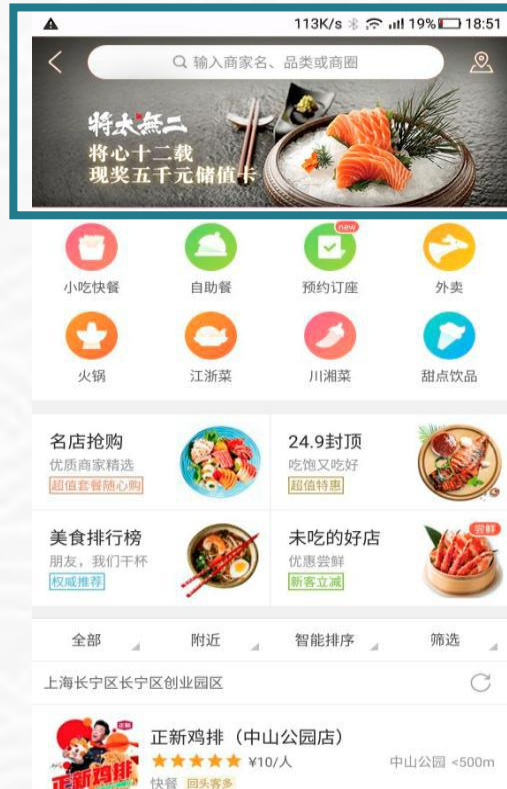 113K/s 19% 18:51
输入商家名、品类或商圈
将太無二
将心十二载
现奖五千元储值卡
new
小吃快餐 自助餐 预约订座 外卖
火锅 江浙菜 川湘菜 甜点饮品
名店抢购 24.9封顶
优质商家精选 吃饱又吃好
超值套餐随心购 超值特惠
美食排行榜 未吃的好店 尝鲜
朋友，我们干杯 优惠尝鲜
权威推荐 新客立减
全部 附近 智能排序 筛选
上海长宁区长宁区创业园区
正新
正新鸡排
正新鸡排（中山公园店）
¥10/人 中山公园 <500m
快餐 回头客多